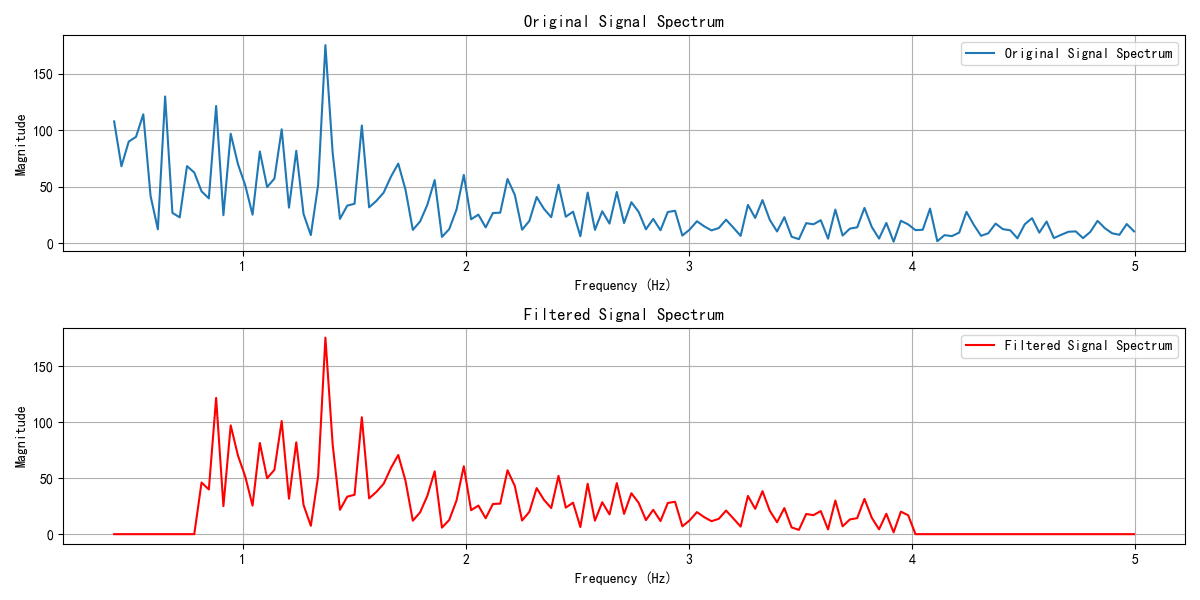 Original Signal Spectrum
Original Signal Spectrum
150
100
50
0
Magnitude
1 2 3 4 5
Frequency (Hz)
Filtered Signal Spectrum
Filtered Signal Spectrum
150
100
50
0
Magnitude
1 2 3 4 5
Frequency (Hz)